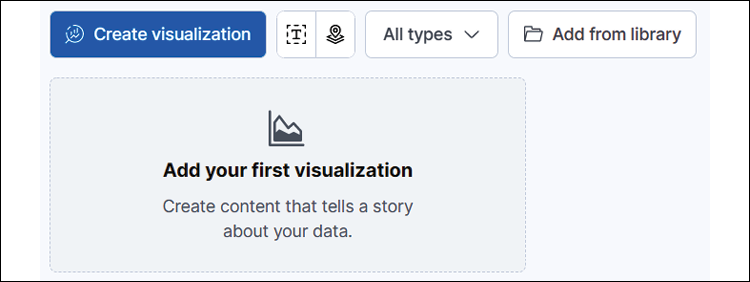 Create visualization
All types
Add from library
Add your first visualization
Create content that tells a story
about your data.